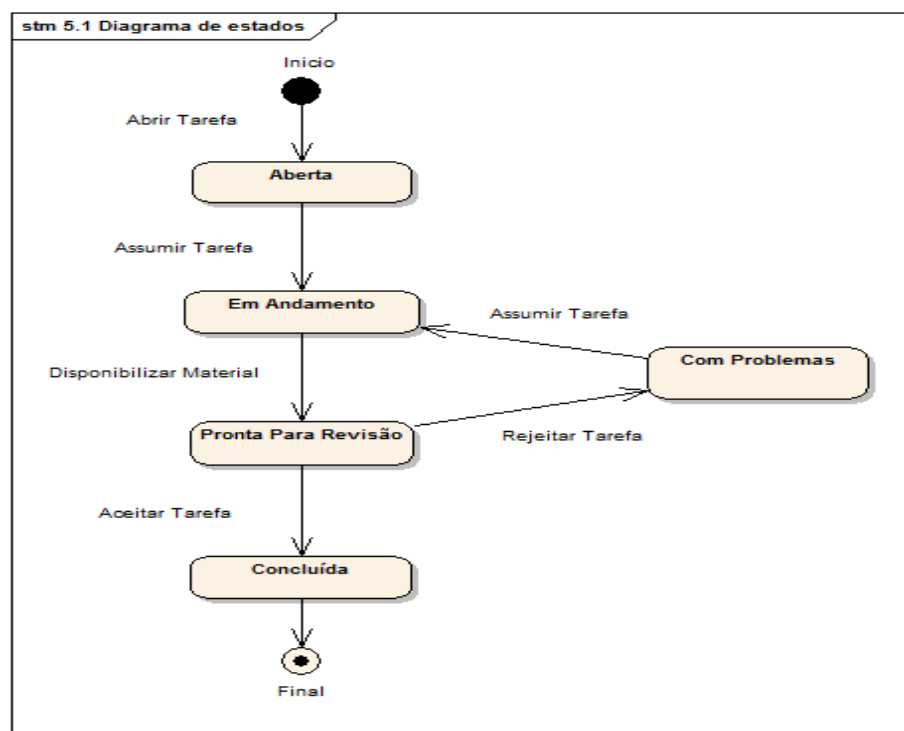 stm 5.1 Diagrama de estados
Inicio
Abrir Tarefa
Aberta
Assumir Tarefa
Em Andamento
Assumir Tarefa
Com Problemas
Disponibilizar Material
Pronta Para Revisão
Rejeitar Tarefa
Aceitar Tarefa
Concluída
Final